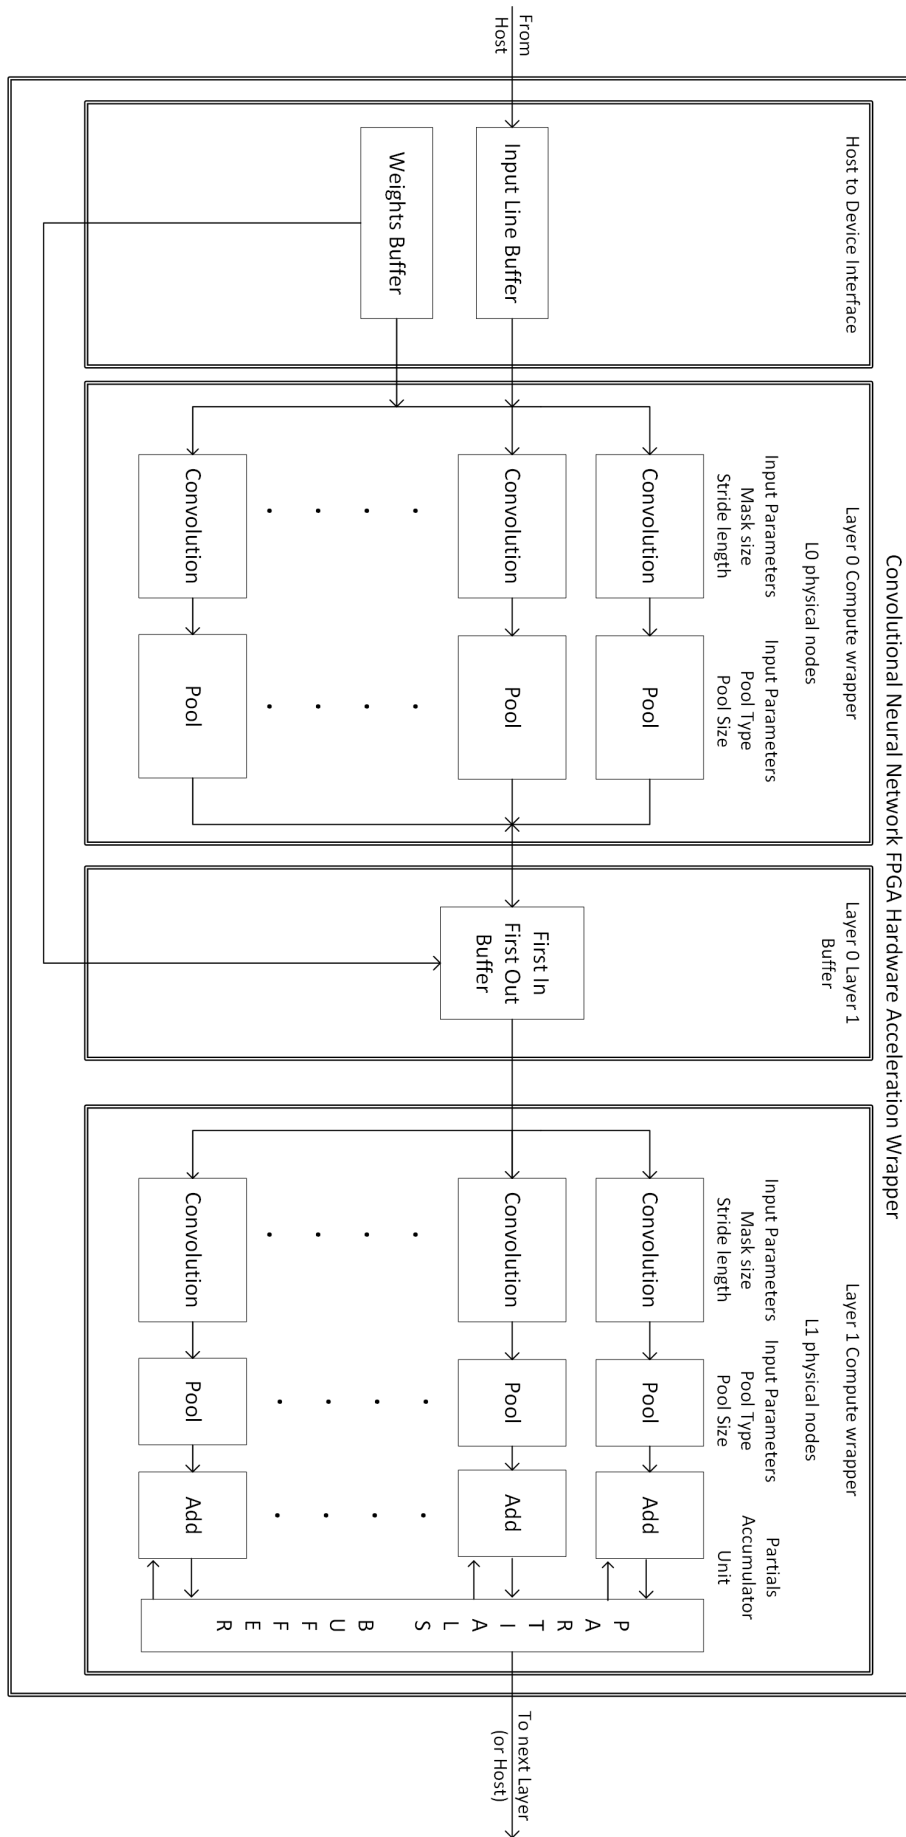 Convolutional Neural Network FPGA Hardware Acceleration Wrapper
From
Host
Host to Device Interface
Input Line Buffer
Weights Buffer
Layer 0 Compute wrapper
L0 physical nodes
Input Parameters
Mask size
Stride length
Input Parameters
Pool Type
Pool Size
Convolution
Pool
Convolution
Pool
Convolution
Pool
Layer 0 Layer 1
Buffer
First In
First Out
Buffer
Layer 1 Compute wrapper
L1 physical nodes
Input Parameters
Mask size
Stride length
Input Parameters
Pool Type
Pool Size
Partials
Accumulator
Unit
Convolution
Pool
Add
Convolution
Pool
Add
Convolution
Pool
Add
PARTIALS BUFFER
To next Layer
(or Host)